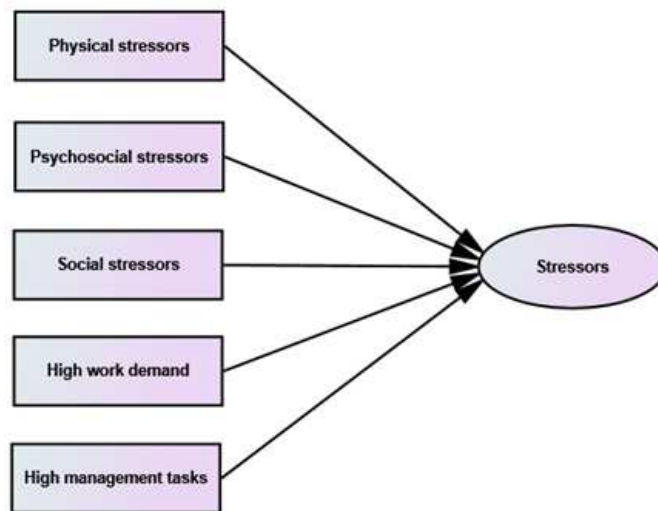 Physical stressors
Psychosocial stressors
Social stressors
Stressors
High work demand
High management tasks